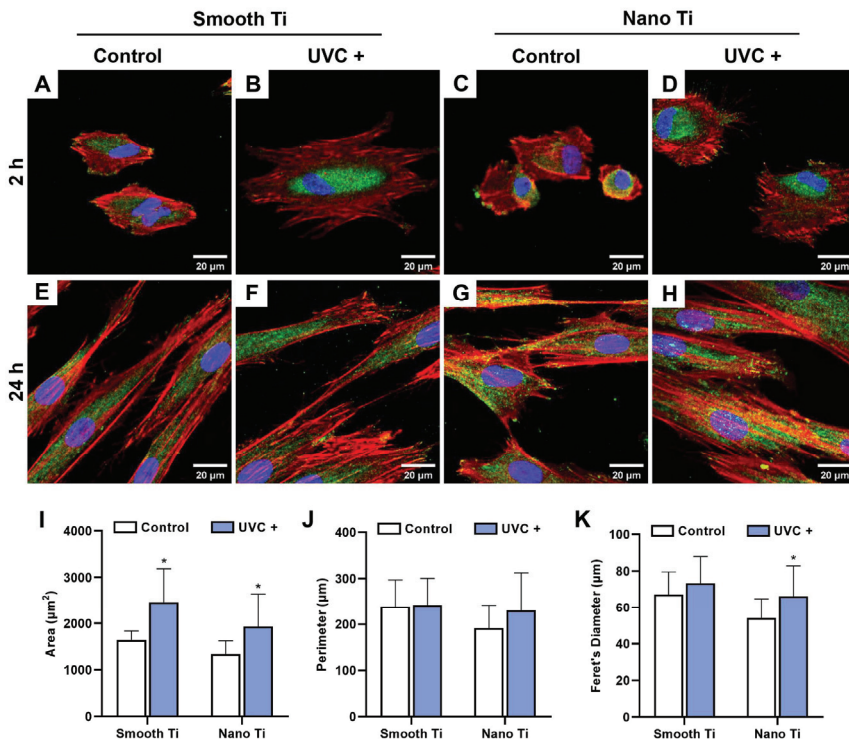 Smooth Ti Nano Ti
Control UVC + Control UVC +
2 h
A B C D
20 µm 20 µm 20 µm 20 µm
24 h
E F G H
20 µm 20 µm 20 µm 20 µm
I J K
Control UVC +
Area (µm²)
4000
3000
2000
1000
0
* *
Smooth Ti Nano Ti
Control UVC +
Perimeter (µm)
400
300
200
100
0
Smooth Ti Nano Ti
Control UVC +
Feret's Diameter (µm)
100
80
60
40
20
0
*
Smooth Ti Nano Ti